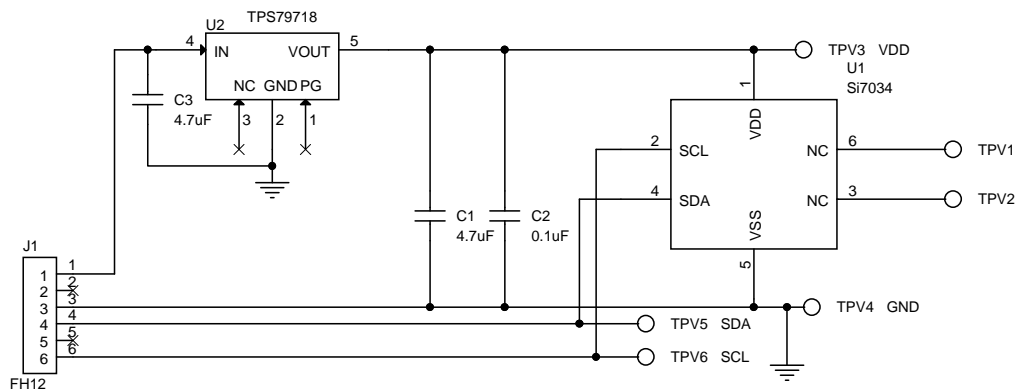 TPS79718
U2
4 IN VOUT 5
NC GND PG
3 2 1
C3
4.7uF
TPV3 VDD
U1
Si7034
1
VDD
2 SCL NC 6 TPV1
4 SDA NC 3 TPV2
VSS
5
C1
4.7uF
C2
0.1uF
J1
1 1
2 2
3 3
4 4
5 5
6 6
FH12
TPV4 GND
TPV5 SDA
TPV6 SCL